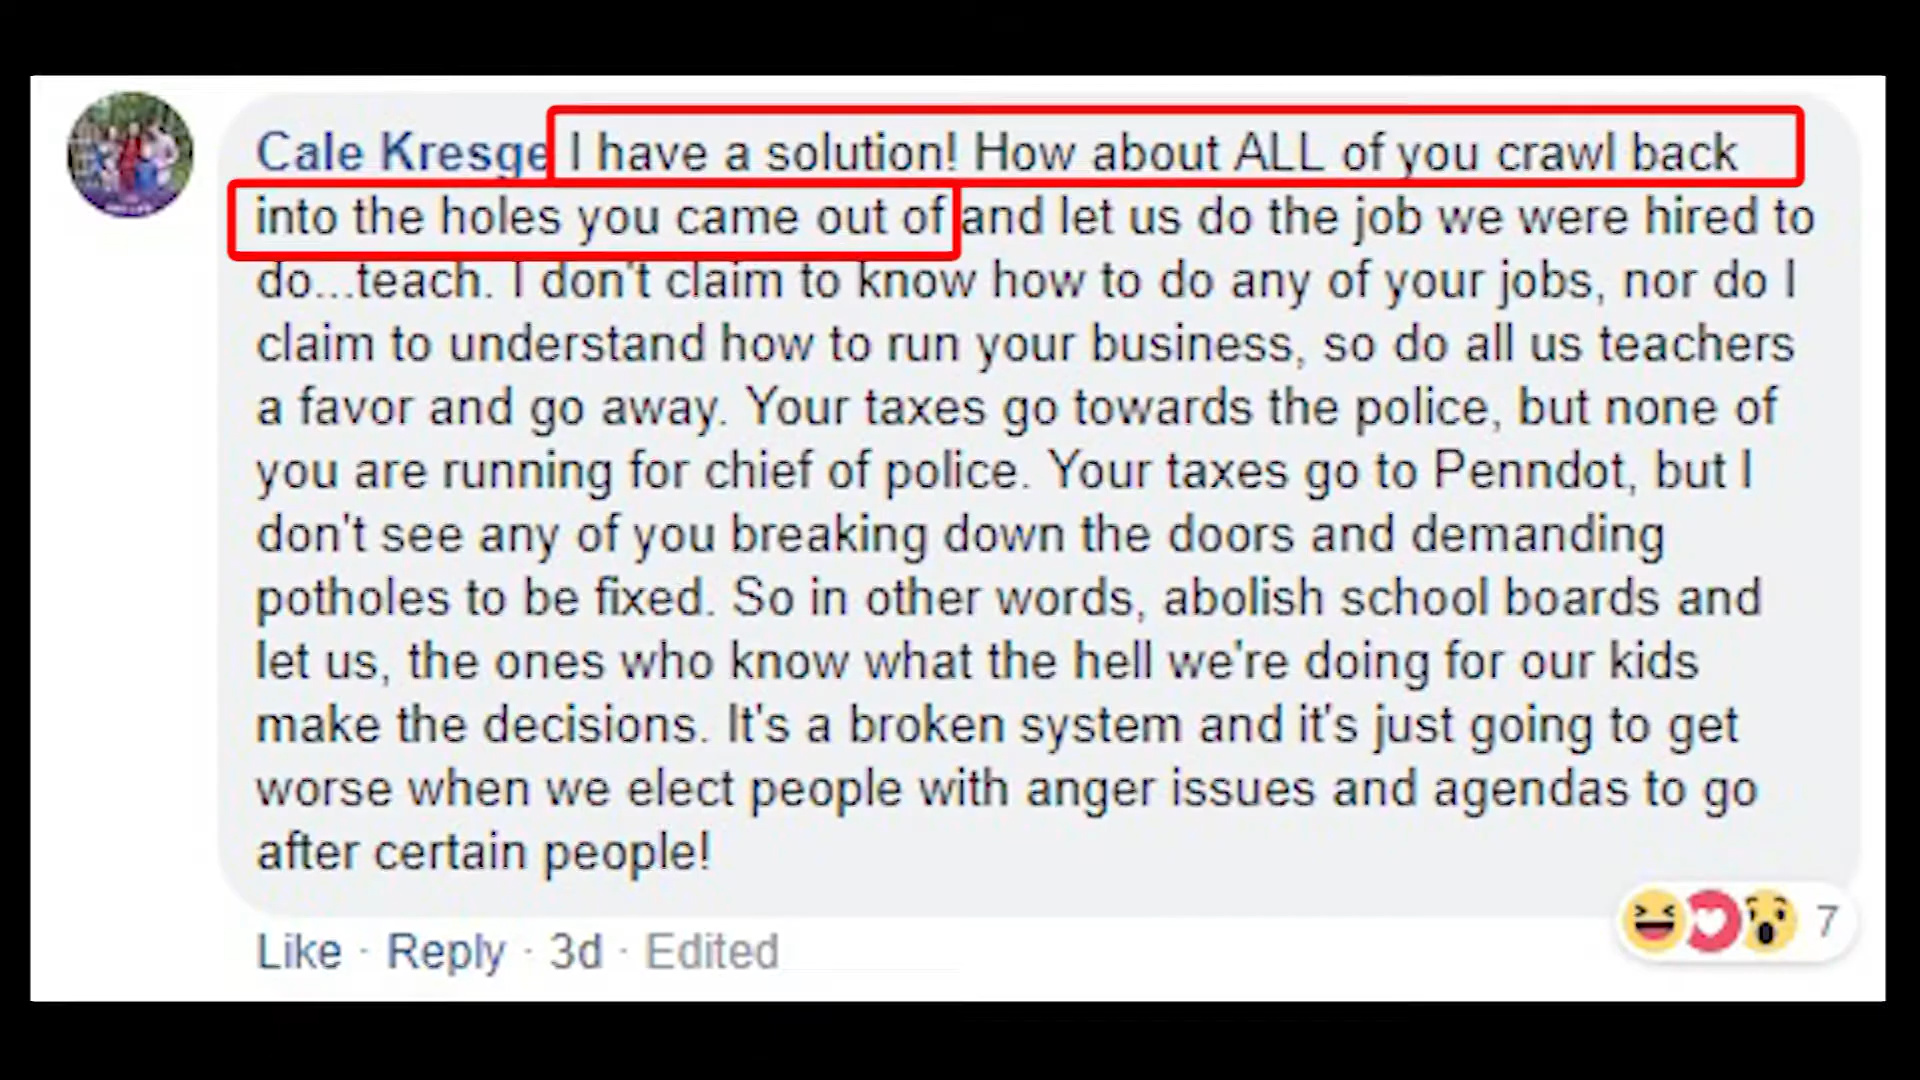 Cale Kresge I have a solution! How about ALL of you crawl back
into the holes you came out of and let us do the job we were hired to
do...teach. I don't claim to know how to do any of your jobs, nor do I
claim to understand how to run your business, so do all us teachers
a favor and go away. Your taxes go towards the police, but none of
you are running for chief of police. Your taxes go to Penndot, but I
don't see any of you breaking down the doors and demanding
potholes to be fixed. So in other words, abolish school boards and
let us, the ones who know what the hell we're doing for our kids
make the decisions. It's a broken system and it's just going to get
worse when we elect people with anger issues and agendas to go
after certain people!
7
Like · Reply · 3d · Edited